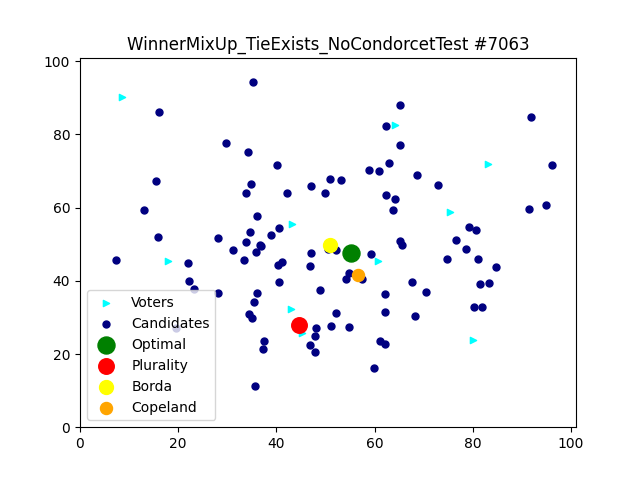 WinnerMixUp_TieExists_NoCondorcetTest #7063
100
80
60
40
20
0
Voters
Candidates
Optimal
Plurality
Borda
Copeland
0 20 40 60 80 100